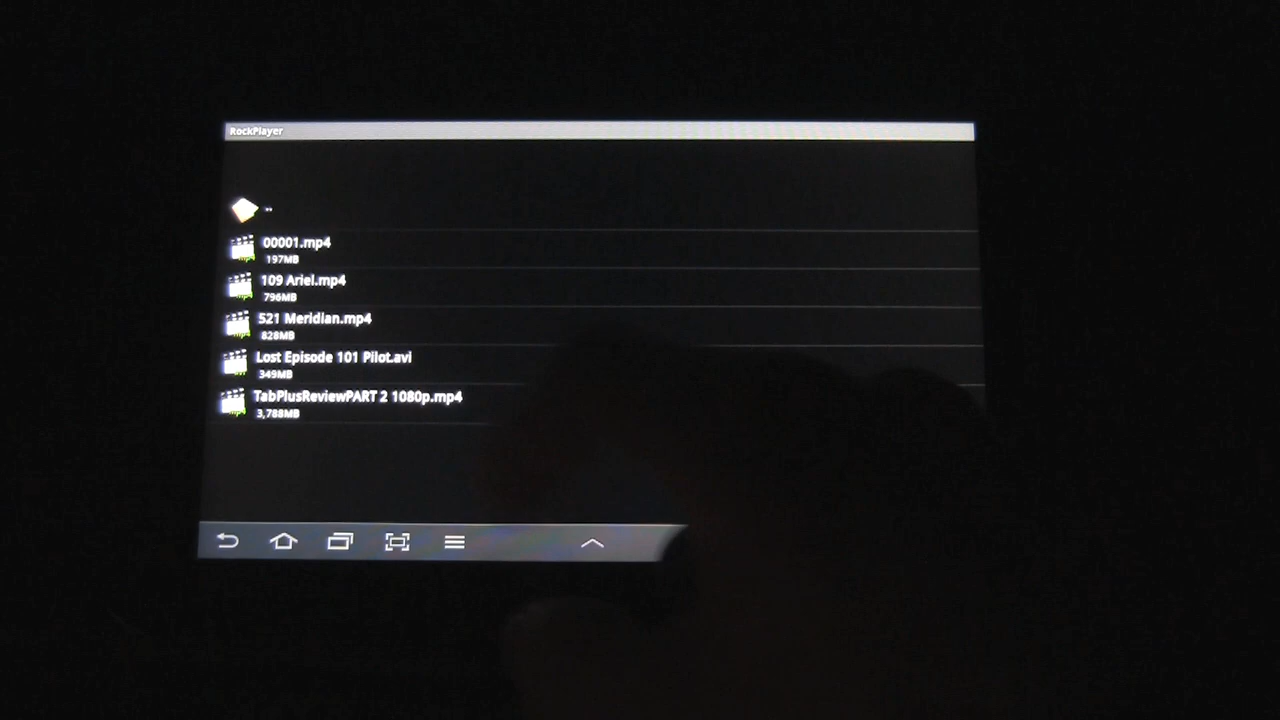 RockPlayer
..
00001.mp4
197MB
109 Ariel.mp4
796MB
521 Meridian.mp4
828MB
Lost Episode 101 Pilot.avi
349MB
TabPlusReviewPART 2 1080p.mp4
3,788MB